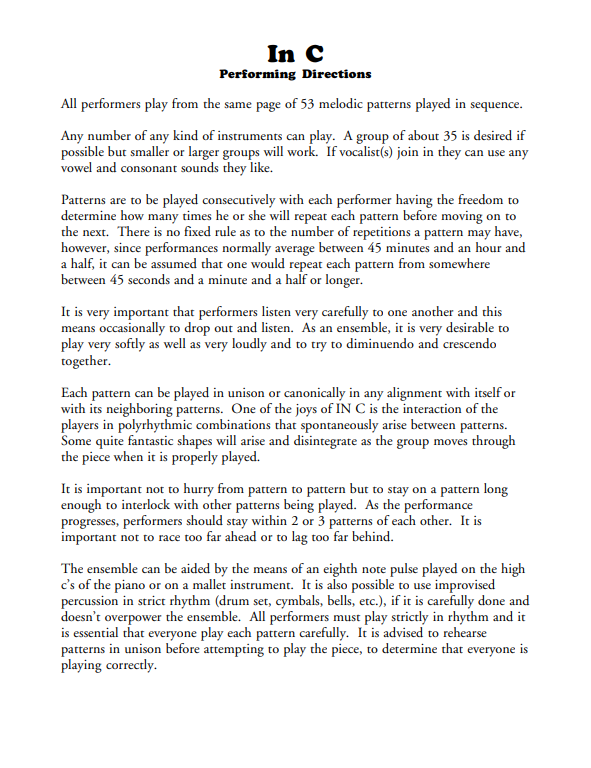 In C
Performing Directions
All performers play from the same page of 53 melodic patterns played in sequence.
Any number of any kind of instruments can play. A group of about 35 is desired if
possible but smaller or larger groups will work. If vocalist(s) join in they can use any
vowel and consonant sounds they like.
Patterns are to be played consecutively with each performer having the freedom to
determine how many times he or she will repeat each pattern before moving on to
the next. There is no fixed rule as to the number of repetitions a pattern may have,
however, since performances normally average between 45 minutes and an hour and
a half, it can be assumed that one would repeat each pattern from somewhere
between 45 seconds and a minute and a half or longer.
It is very important that performers listen very carefully to one another and this
means occasionally to drop out and listen. As an ensemble, it is very desirable to
play very softly as well as very loudly and to try to diminuendo and crescendo
together.
Each pattern can be played in unison or canonically in any alignment with itself or
with its neighboring patterns. One of the joys of IN C is the interaction of the
players in polyrhythmic combinations that spontaneously arise between patterns.
Some quite fantastic shapes will arise and disintegrate as the group moves through
the piece when it is properly played.
It is important not to hurry from pattern to pattern but to stay on a pattern long
enough to interlock with other patterns being played. As the performance
progresses, performers should stay within 2 or 3 patterns of each other. It is
important not to race too far ahead or to lag too far behind.
The ensemble can be aided by the means of an eighth note pulse played on the high
c's of the piano or on a mallet instrument. It is also possible to use improvised
percussion in strict rhythm (drum set, cymbals, bells, etc.), if it is carefully done and
doesn't overpower the ensemble. All performers must play strictly in rhythm and it
is essential that everyone play each pattern carefully. It is advised to rehearse
patterns in unison before attempting to play the piece, to determine that everyone is
playing correctly.